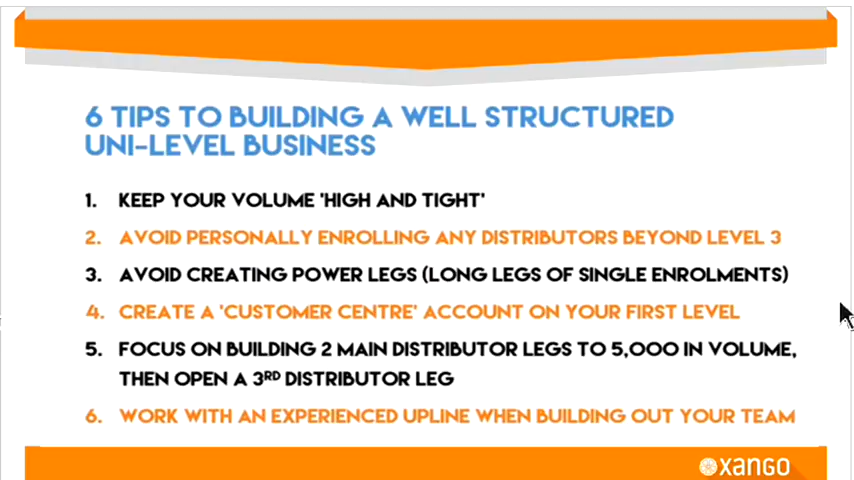 6 TIPS TO BUILDING A WELL STRUCTURED
UNI-LEVEL BUSINESS
1. KEEP YOUR VOLUME 'HIGH AND TIGHT'
2. AVOID PERSONALLY ENROLLING ANY DISTRIBUTORS BEYOND LEVEL 3
3. AVOID CREATING POWER LEGS (LONG LEGS OF SINGLE ENROLMENTS)
4. CREATE A 'CUSTOMER CENTRE' ACCOUNT ON YOUR FIRST LEVEL
5. FOCUS ON BUILDING 2 MAIN DISTRIBUTOR LEGS TO 5,000 IN VOLUME,
THEN OPEN A 3RD DISTRIBUTOR LEG
6. WORK WITH AN EXPERIENCED UPLINE WHEN BUILDING OUT YOUR TEAM
xango